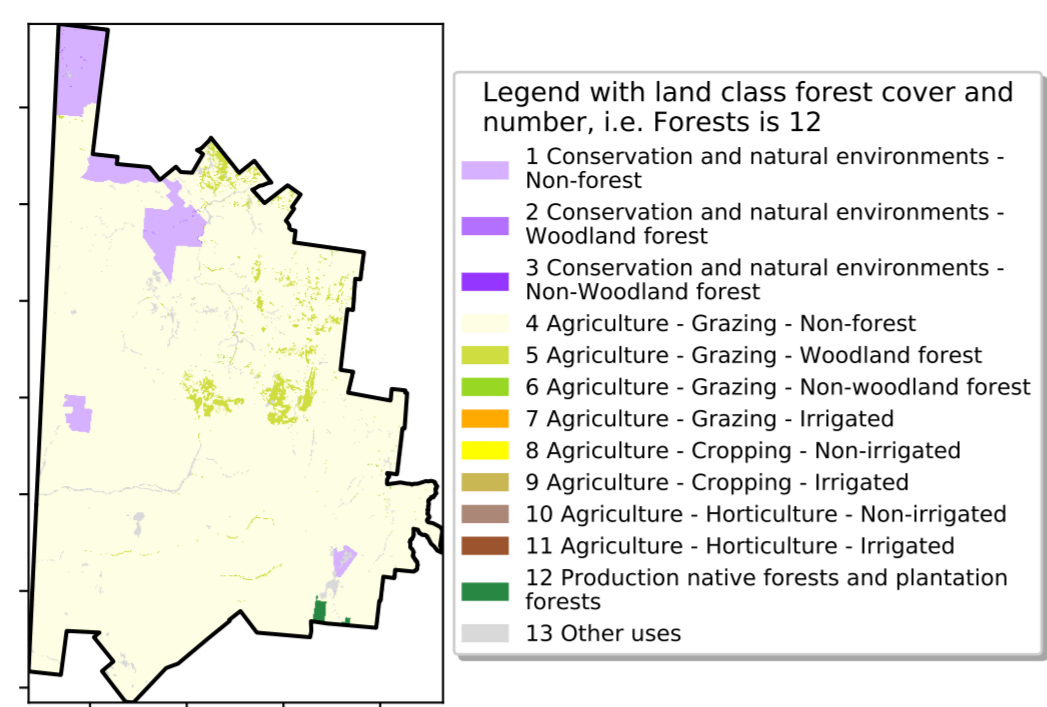 Legend with land class forest cover and
number, i.e. Forests is 12
1 Conservation and natural environments -
Non-forest
2 Conservation and natural environments -
Woodland forest
3 Conservation and natural environments -
Non-Woodland forest
4 Agriculture - Grazing - Non-forest
5 Agriculture - Grazing - Woodland forest
6 Agriculture - Grazing - Non-woodland forest
7 Agriculture - Grazing - Irrigated
8 Agriculture - Cropping - Non-irrigated
9 Agriculture - Cropping - Irrigated
10 Agriculture - Horticulture - Non-irrigated
11 Agriculture - Horticulture - Irrigated
12 Production native forests and plantation
forests
13 Other uses